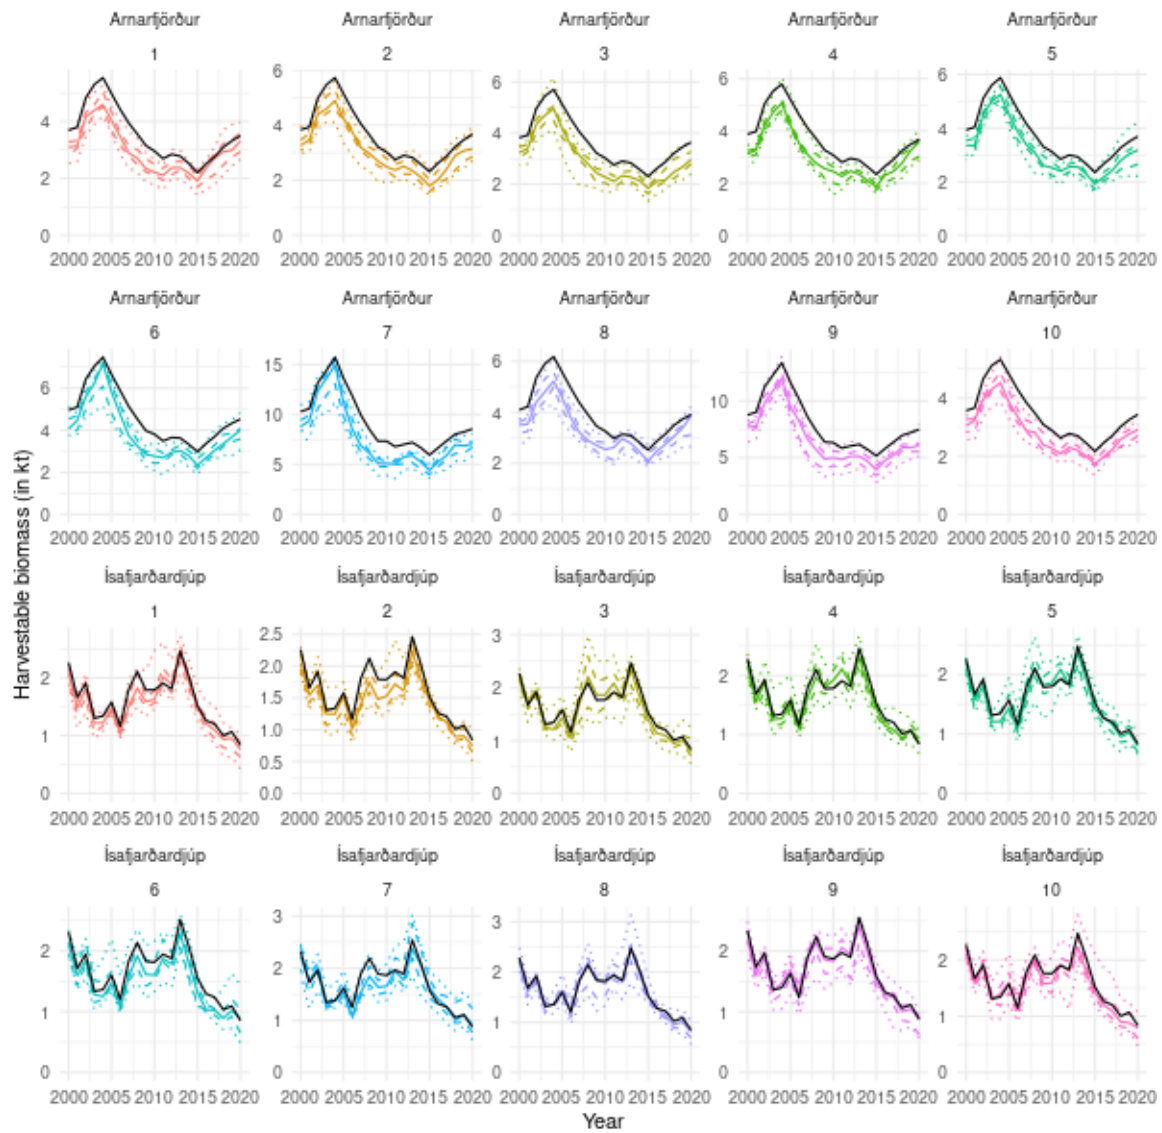 Arnarfjörður Arnarfjörður Arnarfjörður Arnarfjörður Arnarfjörður
1 2 3 4 5
6 6 6 6
4 4 4 4 4
2 2 2 2 2
0 0 0 0 0
2000 2005 2010 2015 2020 2000 2005 2010 2015 2020 2000 2005 2010 2015 2020 2000 2005 2010 2015 2020 2000 2005 2010 2015 2020
Arnarfjörður Arnarfjörður Arnarfjörður Arnarfjörður Arnarfjörður
6 7 8 9 10
6 15 6 10 4
4 10 4 5 2
2 5 2 0 0
0 0 0
2000 2005 2010 2015 2020 2000 2005 2010 2015 2020 2000 2005 2010 2015 2020 2000 2005 2010 2015 2020 2000 2005 2010 2015 2020
Harvestable biomass (in kt)
Ísafjarðardjúp Ísafjarðardjúp Ísafjarðardjúp Ísafjarðardjúp Ísafjarðardjúp
1 2 3 4 5
2 2.5 3 2 2
1 2.0 2 1 1
0 1.5 1 0 0
1.0 0
0.5
0.0
2000 2005 2010 2015 2020 2000 2005 2010 2015 2020 2000 2005 2010 2015 2020 2000 2005 2010 2015 2020 2000 2005 2010 2015 2020
Ísafjarðardjúp Ísafjarðardjúp Ísafjarðardjúp Ísafjarðardjúp Ísafjarðardjúp
6 7 8 9 10
2 3 3 2 2
1 2 2 1 1
0 1 1 0 0
0 0
2000 2005 2010 2015 2020 2000 2005 2010 2015 2020 2000 2005 2010 2015 2020 2000 2005 2010 2015 2020 2000 2005 2010 2015 2020
Year